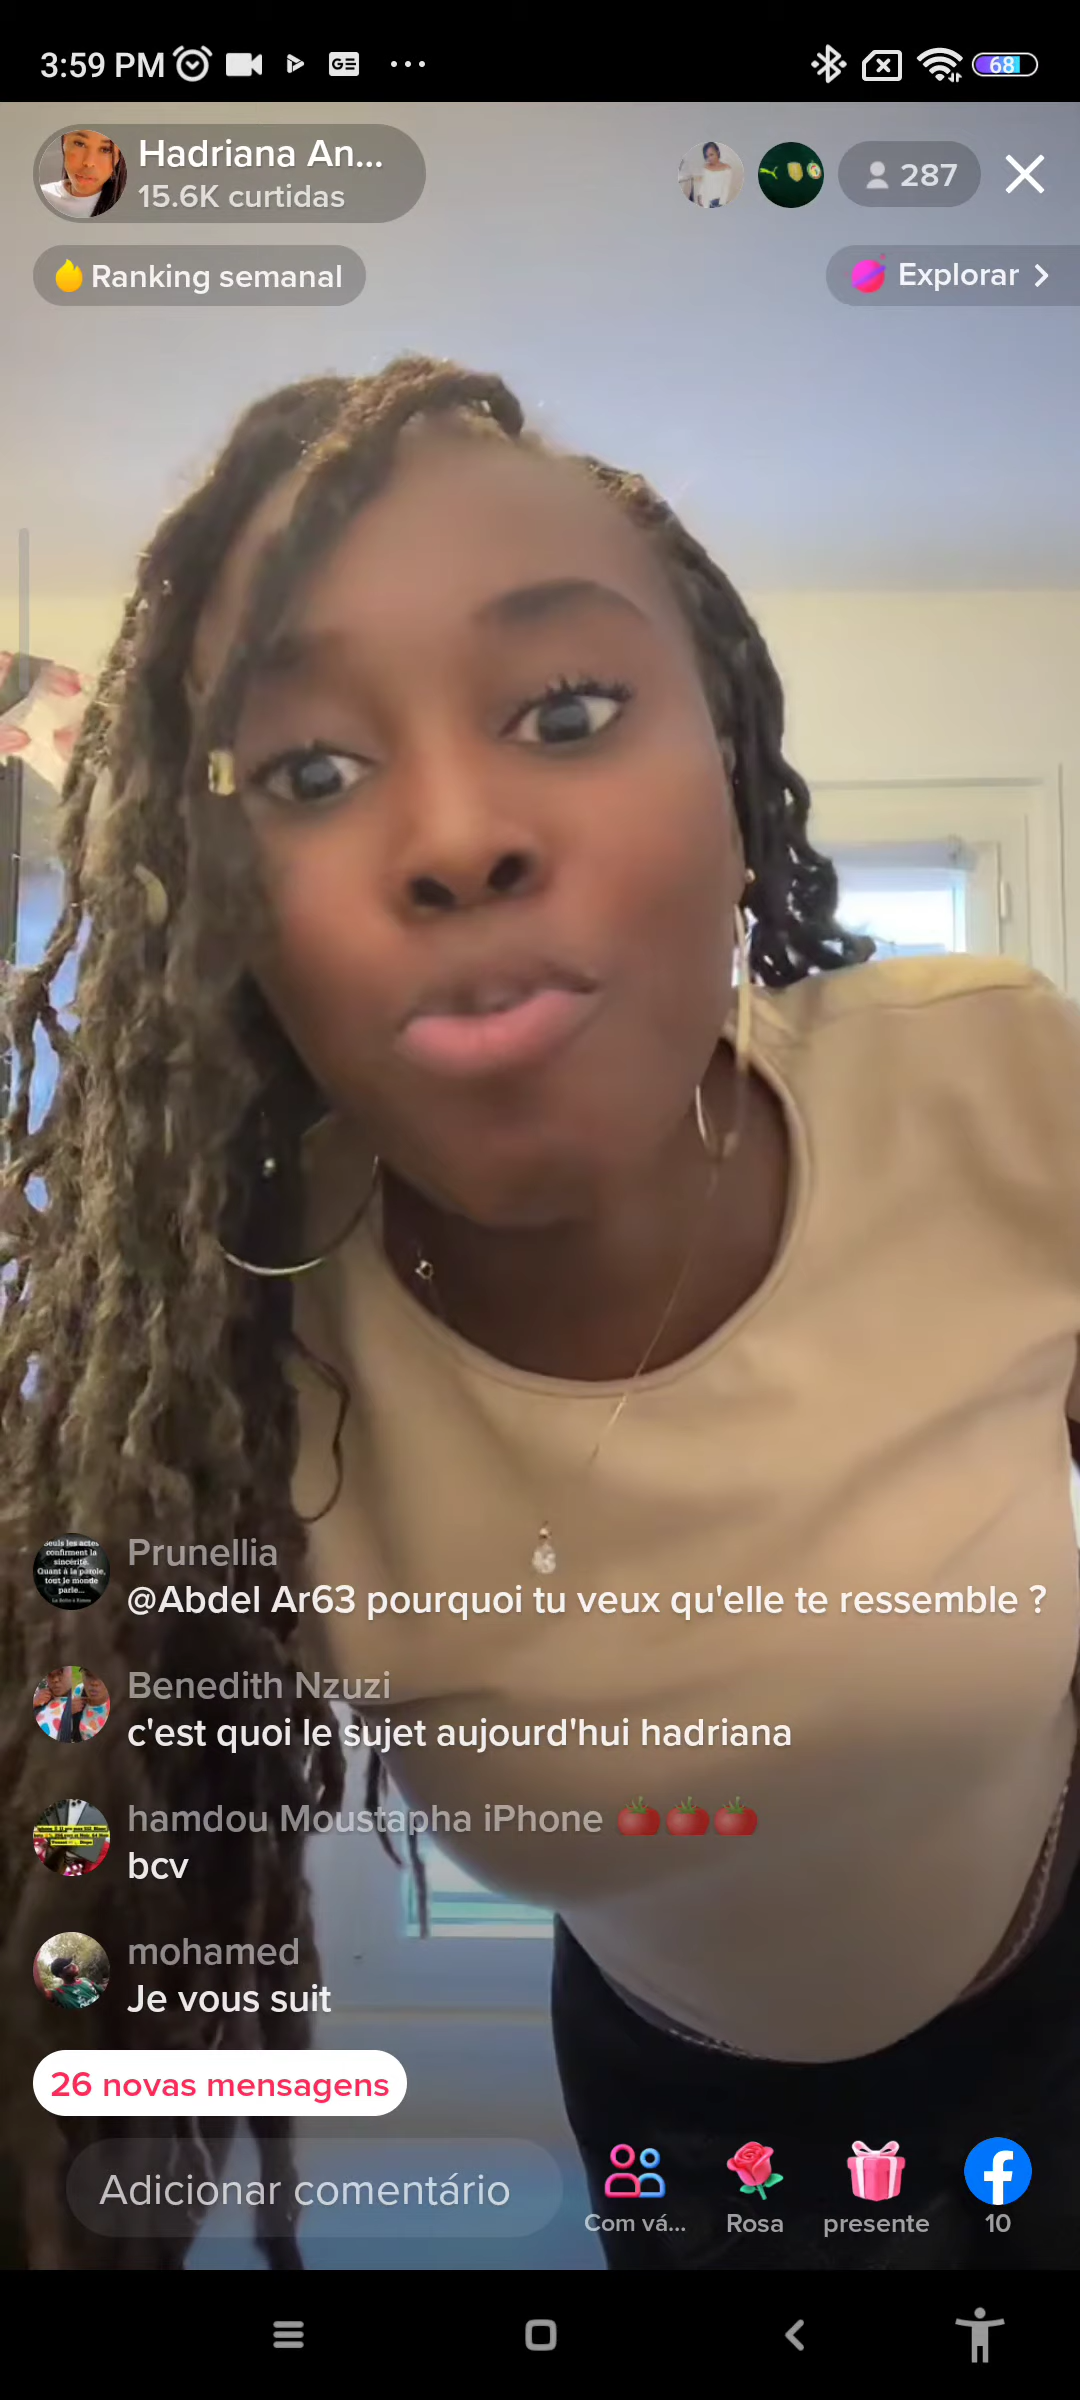 3:59 PM
68
Hadriana An...
15.6K curtidas
287
Ranking semanal
Explorar
Prunellia
@Abdel Ar63 pourquoi tu veux qu'elle te ressemble ?
Benedith Nzuzi
c'est quoi le sujet aujourd'hui hadriana
hamdou Moustapha iPhone 🍅🍅🍅
bcv
mohamed
Je vous suit
26 novas mensagens
Adicionar comentário
Com vá...
Rosa
presente
10